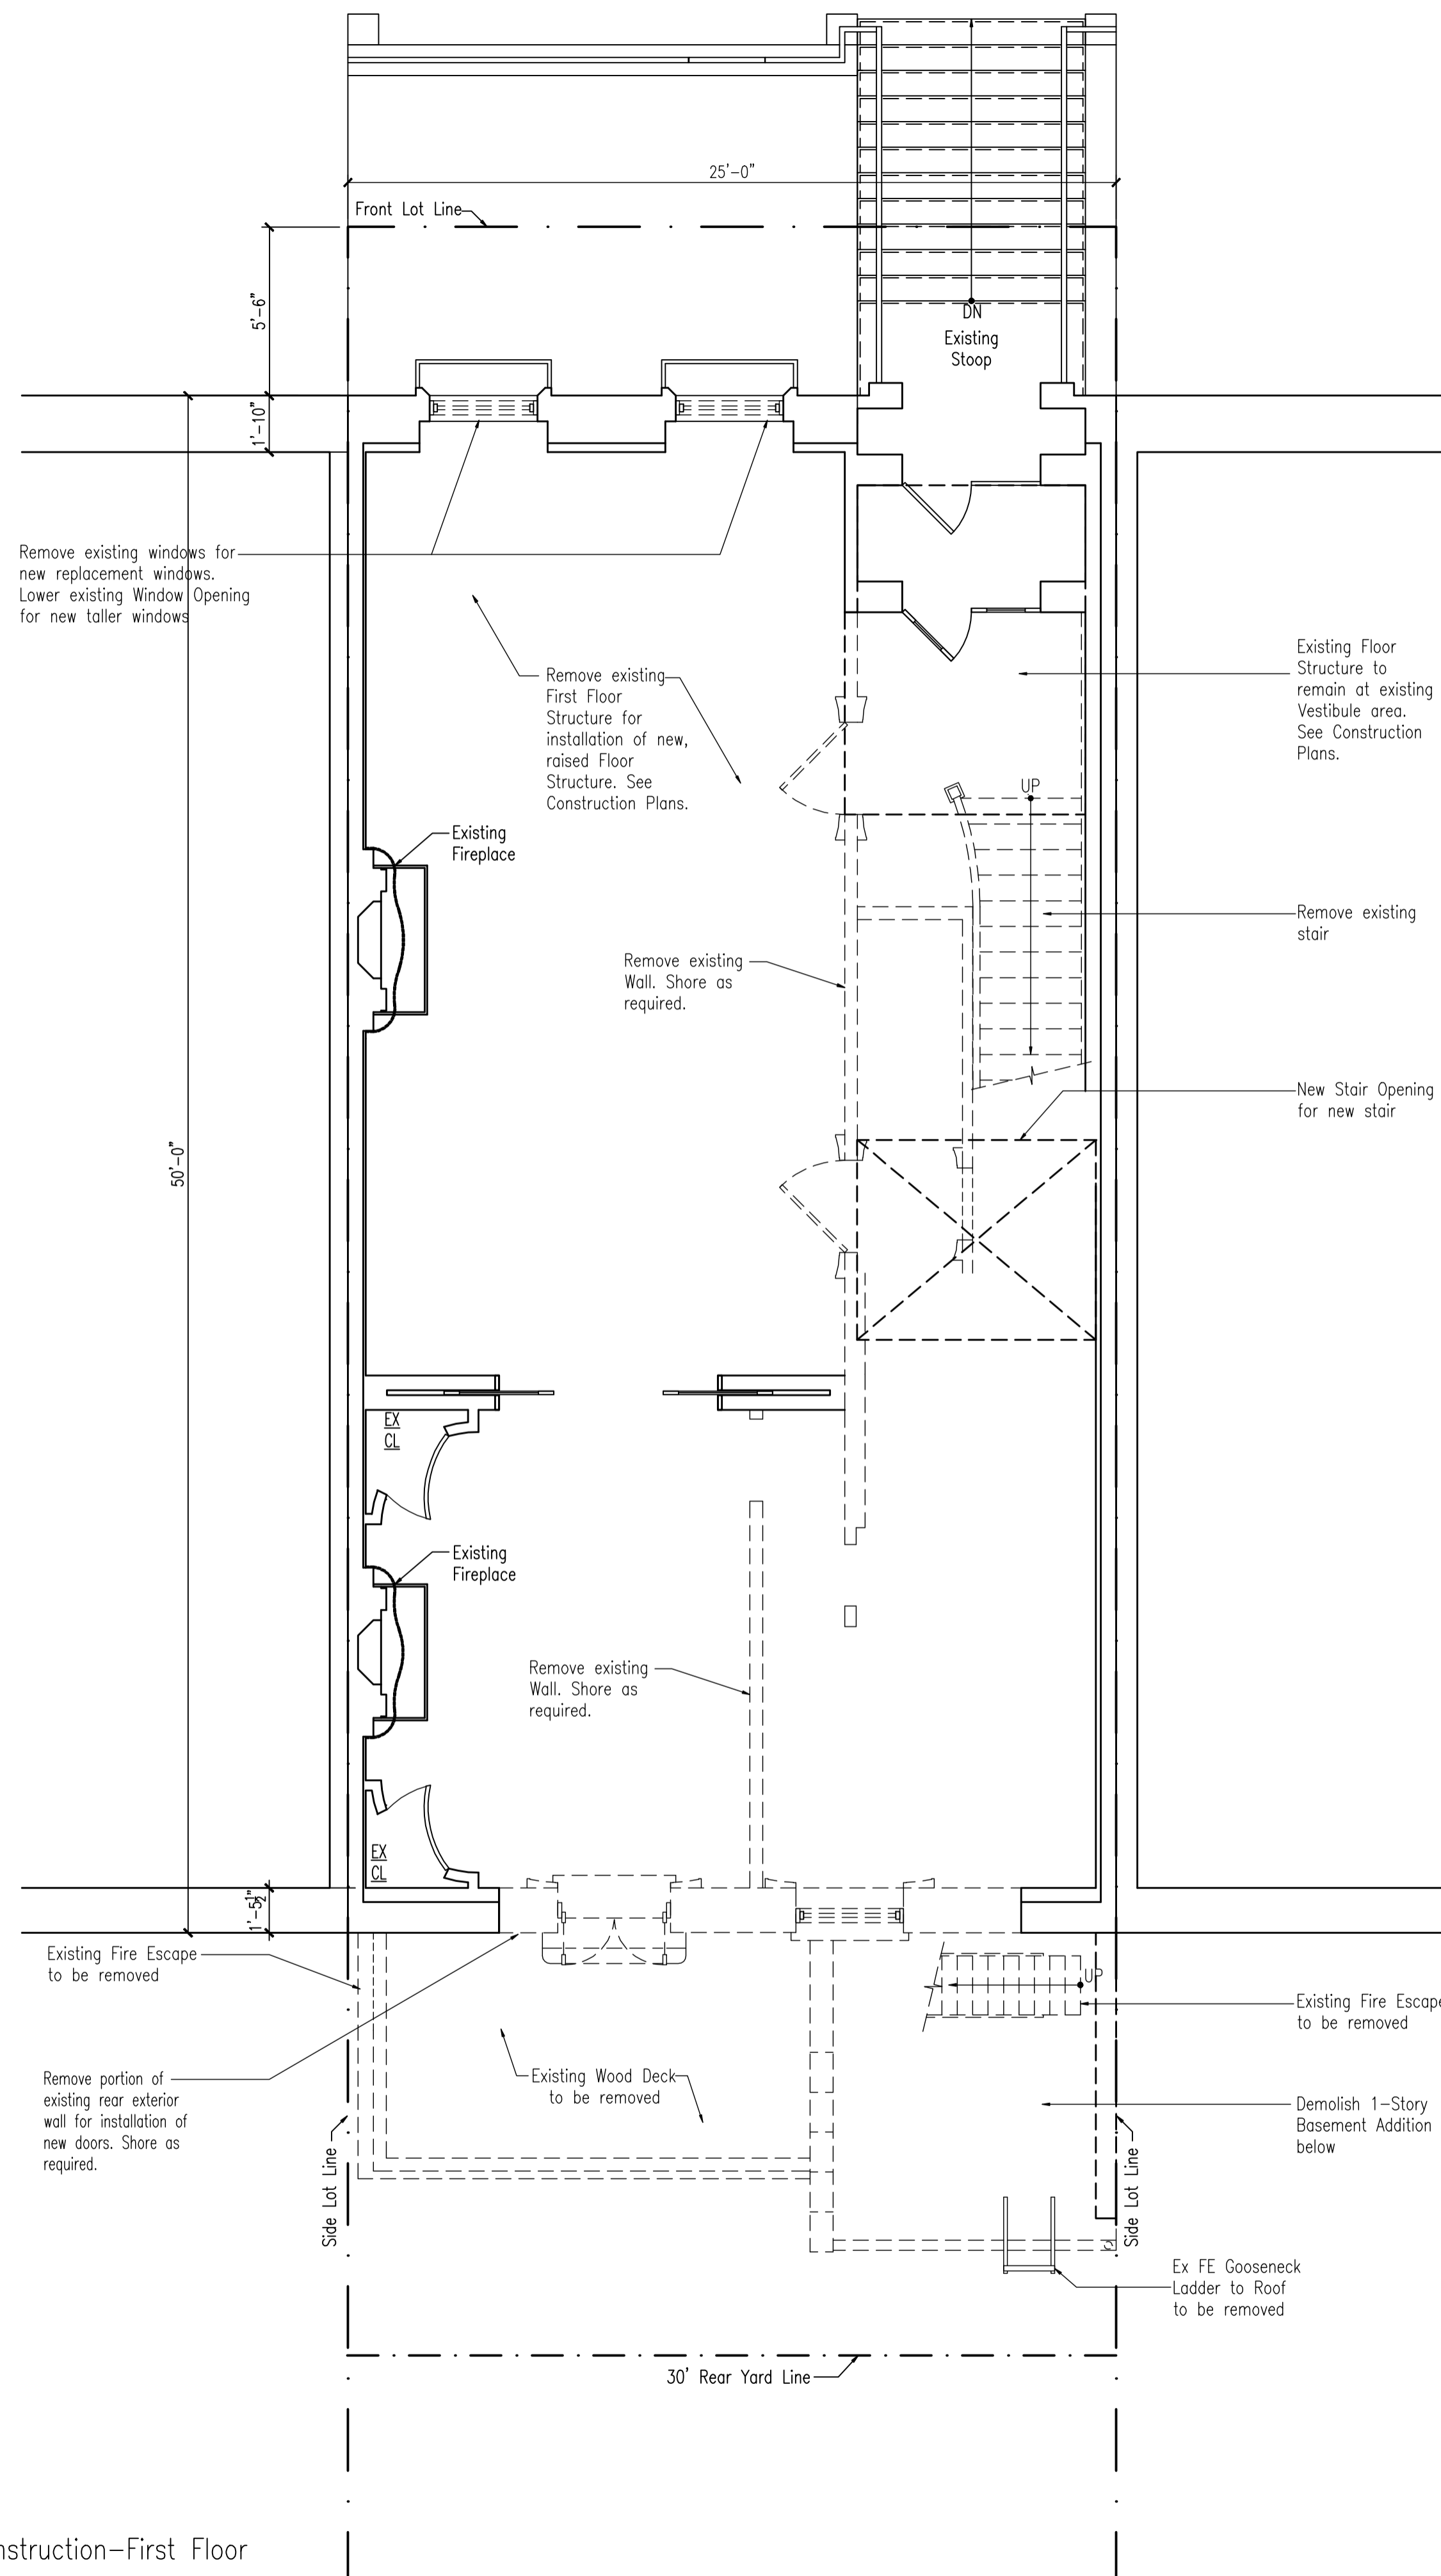 25'-0"
Front Lot Line
5'-6"
DN
Existing
Stoop
1'-10"
Remove existing windows for
new replacement windows.
Lower existing Window Opening
for new taller windows
Remove existing
First Floor
Structure for
installation of new,
raised Floor
Structure. See
Construction Plans.
Existing Floor
Structure to
remain at existing
Vestibule area.
See Construction
Plans.
UP
Existing
Fireplace
Remove existing
stair
Remove existing
Wall. Shore as
required.
New Stair Opening
for new stair
50'-0"
EX
CL
Existing
Fireplace
Remove existing
Wall. Shore as
required.
EX
CL
1'-5½"
Existing Fire Escape
to be removed
UP
Existing Fire Escape
to be removed
Remove portion of
existing rear exterior
wall for installation of
new doors. Shore as
required.
Existing Wood Deck
to be removed
Demolish 1-Story
Basement Addition
below
Side Lot Line
Side Lot Line
Ex FE Gooseneck
Ladder to Roof
to be removed
30' Rear Yard Line
nstruction-First Floor